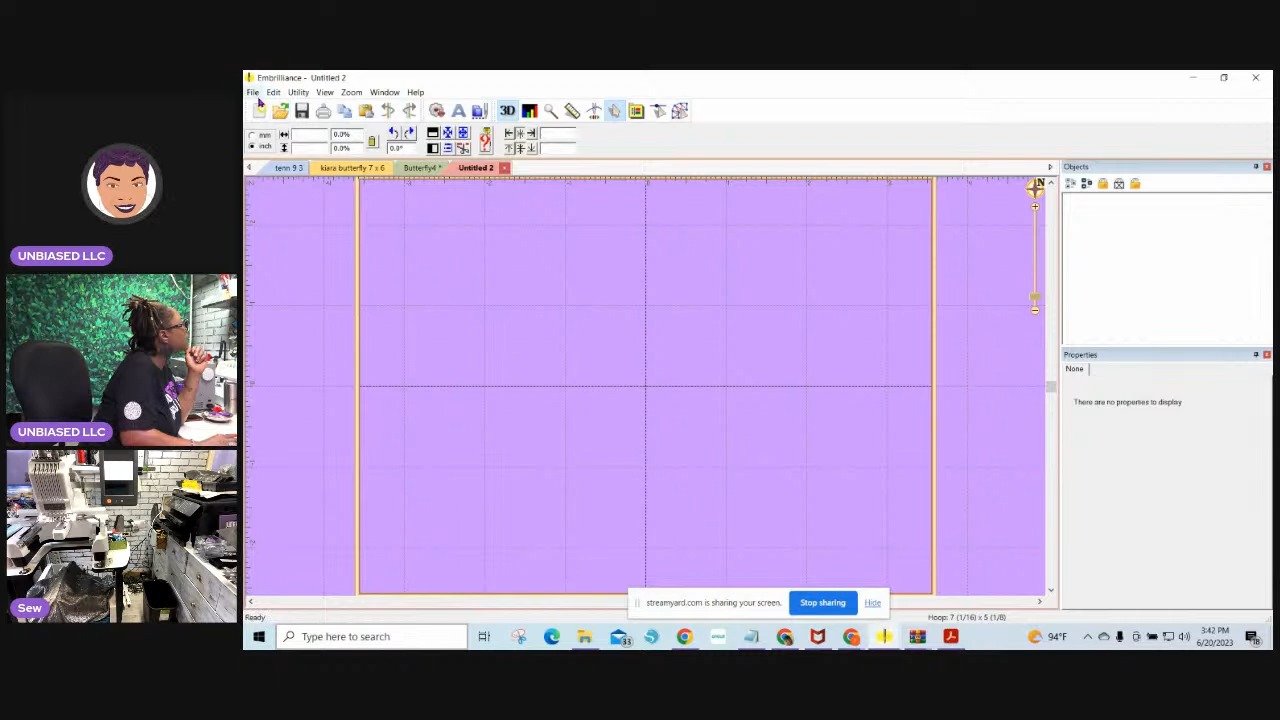 Embrilliance - Untitled 2
File Edit Utility View Zoom Window Help
3D
mm 0.0%
inch 0.0% 0.0°
tenn 9 3 kiara butterfly 7 x 6 Butterfly4 * Untitled 2
Objects
N
Properties
None
There are no properties to display
UNBIASED LLC
UNBIASED LLC
Sew
streamyard.com is sharing your screen. Stop sharing Hide
Ready
Hoop: 7 (1/16) x 5 (1/8)
Type here to search
33
94°F
3:42 PM
6/20/2023
18